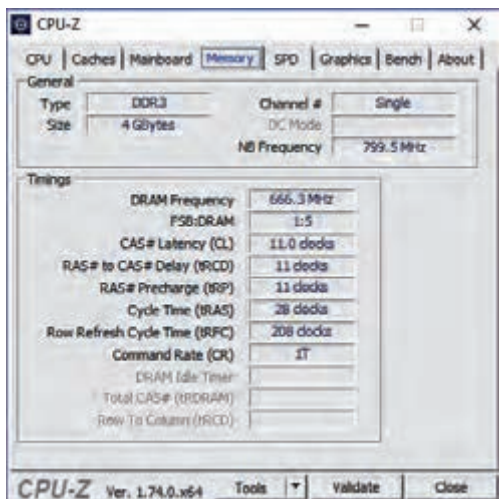 CPU-Z
CPU Caches Mainboard Memory SPD Graphics Bench About
General
Type DDR3 Channel # Single
Size 4 GBytes DC Mode
NB Frequency 799.5 MHz
Timings
DRAM Frequency 666.3 MHz
FSB:DRAM 1:5
CAS# Latency (CL) 11.0 clocks
RAS# to CAS# Delay (tRCD) 11 clocks
RAS# Precharge (tRP) 11 clocks
Cycle Time (tRAS) 28 clocks
Row Refresh Cycle Time (tRFC) 208 clocks
Command Rate (CR) 1T
DRAM Idle Timer
Total CAS# (tRDRAM)
Row To Column (tRCD)
CPU-Z Ver. 1.74.0.x64 Tools Validate Close